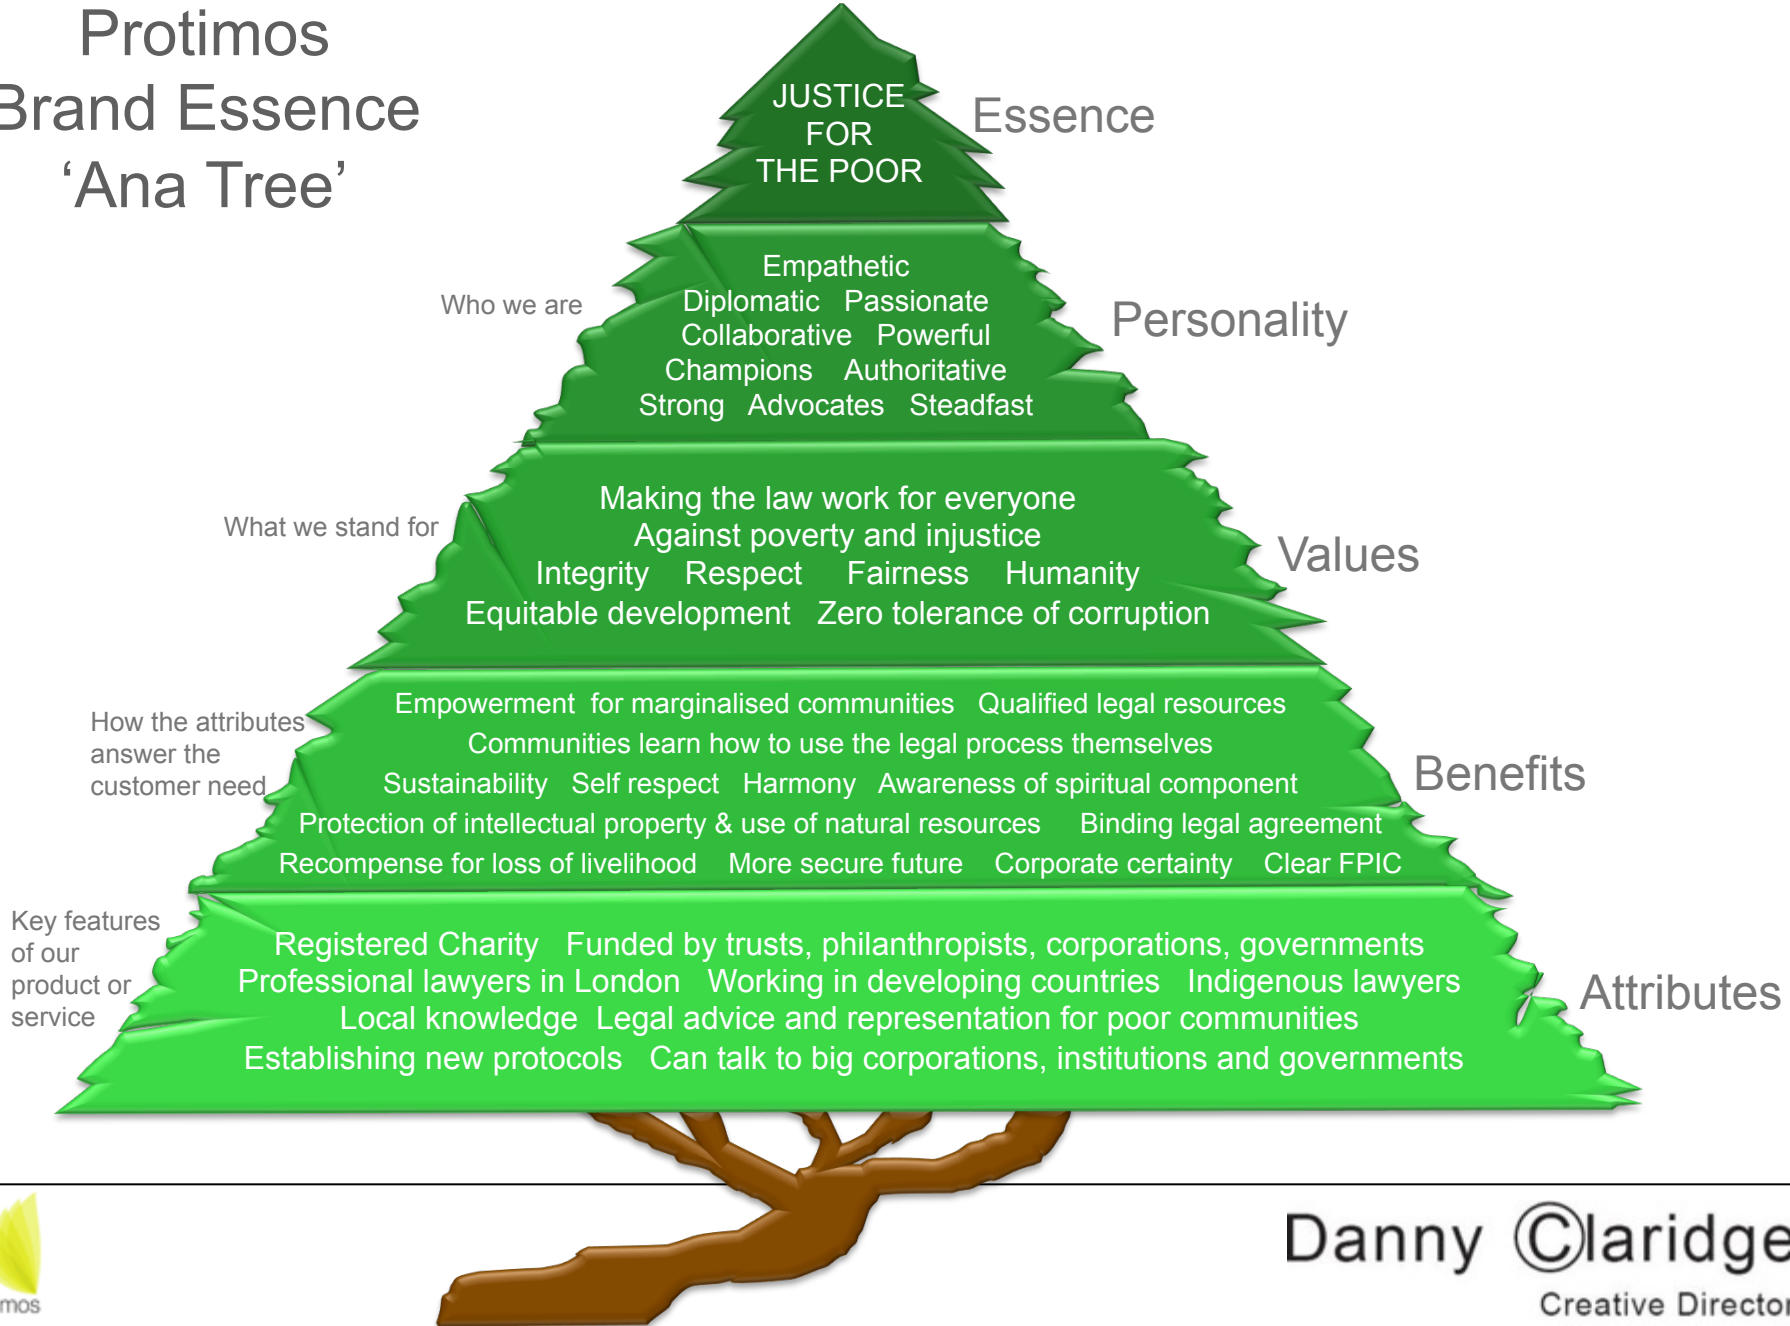 Protimos
Brand Essence
‘Ana Tree’
JUSTICE
FOR
THE POOR
Essence
Who we are
Empathetic
Diplomatic Passionate
Collaborative Powerful
Champions Authoritative
Strong Advocates Steadfast
Personality
What we stand for
Making the law work for everyone
Against poverty and injustice
Integrity Respect Fairness Humanity
Equitable development Zero tolerance of corruption
Values
How the attributes
answer the
customer need
Empowerment for marginalised communities Qualified legal resources
Communities learn how to use the legal process themselves
Sustainability Self respect Harmony Awareness of spiritual component
Protection of intellectual property & use of natural resources Binding legal agreement
Recompense for loss of livelihood More secure future Corporate certainty Clear FPIC
Benefits
Key features
of our
product or
service
Registered Charity Funded by trusts, philanthropists, corporations, governments
Professional lawyers in London Working in developing countries Indigenous lawyers
Local knowledge Legal advice and representation for poor communities
Establishing new protocols Can talk to big corporations, institutions and governments
Attributes
mos
Danny Claridge
Creative Director